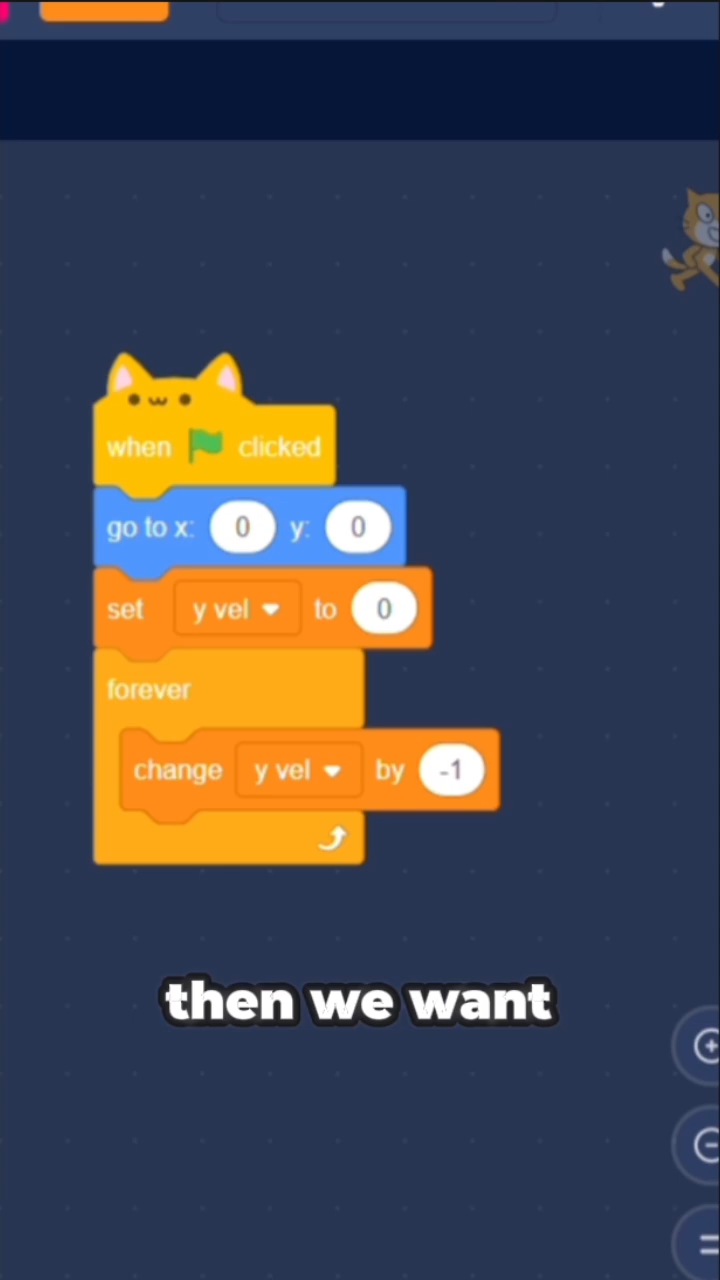 when clicked
go to x: 0 y: 0
set y vel to 0
forever
change y vel by -1
then we want